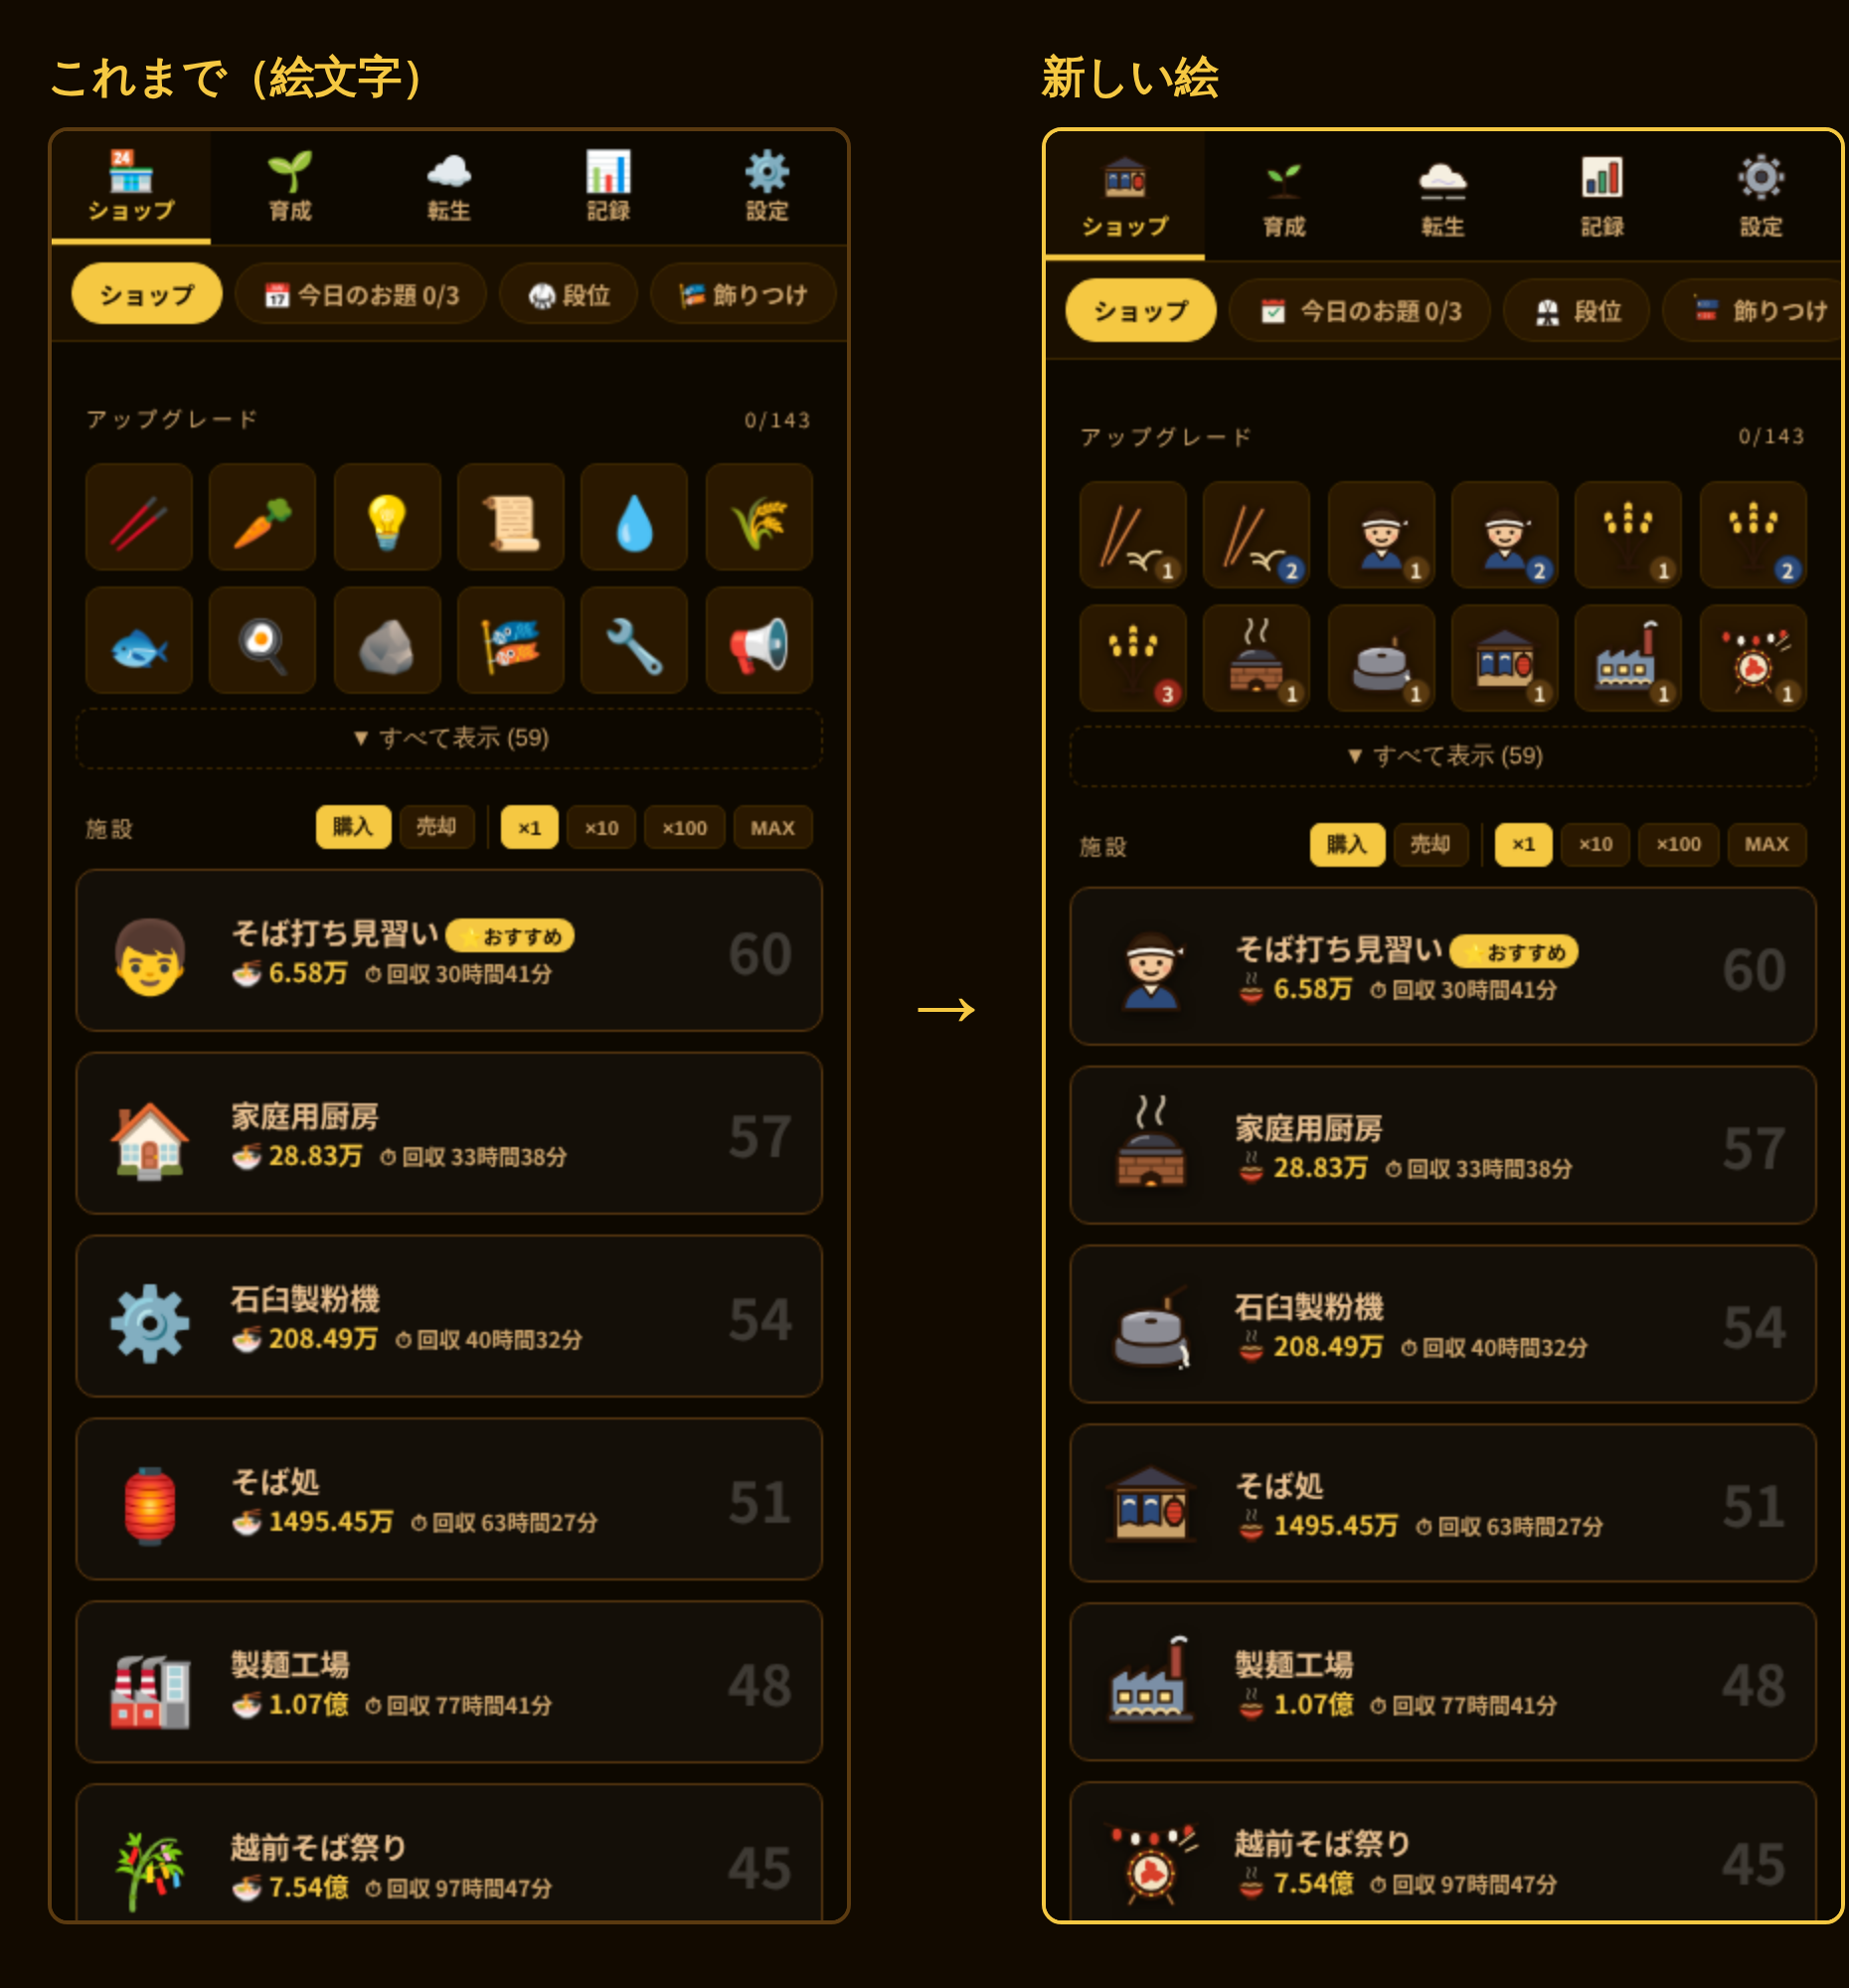 これまで（絵文字）
24
ショップ
育成
転生
記録
設定
ショップ
17
今日のお題 0/3
段位
飾りつけ
アップグレード
0/143
▼ すべて表示 (59)
施設
購入
売却
×1
×10
×100
MAX
そば打ち見習い
おすすめ
6.58万
回収 30時間41分
60
家庭用厨房
28.83万
回収 33時間38分
57
石臼製粉機
208.49万
回収 40時間32分
54
そば処
1495.45万
回収 63時間27分
51
製麺工場
1.07億
回収 77時間41分
48
越前そば祭り
7.54億
回収 97時間47分
45
→
新しい絵
ショップ
育成
転生
記録
設定
ショップ
今日のお題 0/3
段位
飾りつけ
アップグレード
0/143
1
2
1
2
1
2
3
1
1
1
1
1
▼ すべて表示 (59)
施設
購入
売却
×1
×10
×100
MAX
そば打ち見習い
おすすめ
6.58万
回収 30時間41分
60
家庭用厨房
28.83万
回収 33時間38分
57
石臼製粉機
208.49万
回収 40時間32分
54
そば処
1495.45万
回収 63時間27分
51
製麺工場
1.07億
回収 77時間41分
48
越前そば祭り
7.54億
回収 97時間47分
45